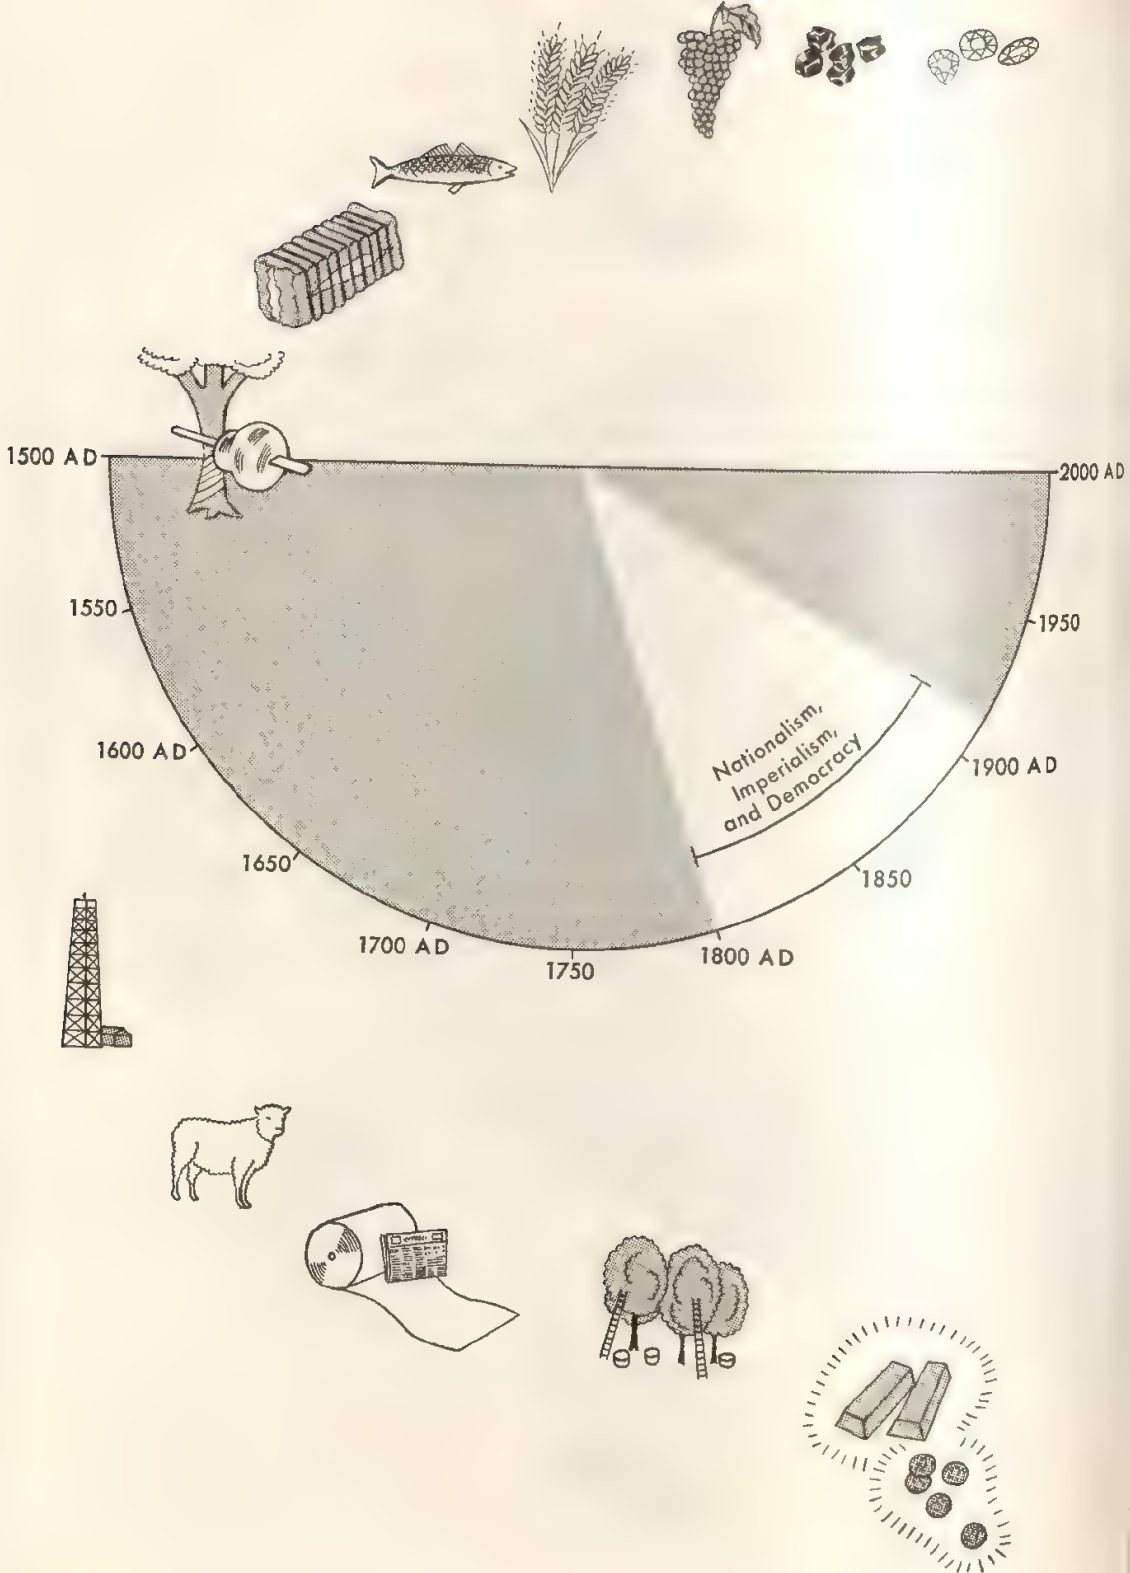 1500 AD
2000 AD
1550
1950
1600 AD
Nationalism,
Imperialism,
and Democracy
1900 AD
1650
1850
1700 AD
1750
1800 AD